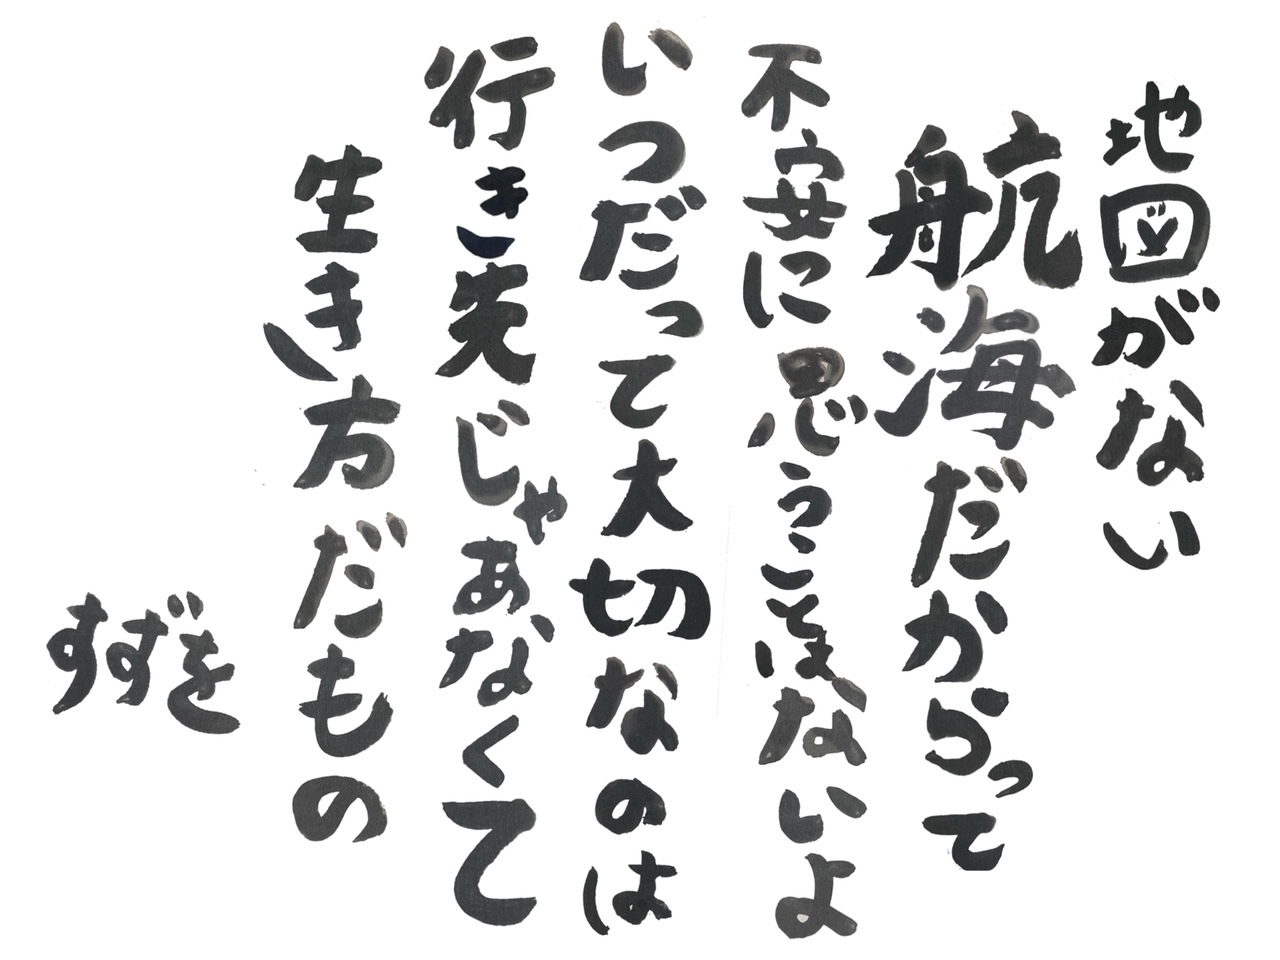 地図がない
航海だからって
不安に思うことはないよ
いつだって大切なのは
行き先じゃあなくて
生き方だもの
すずを